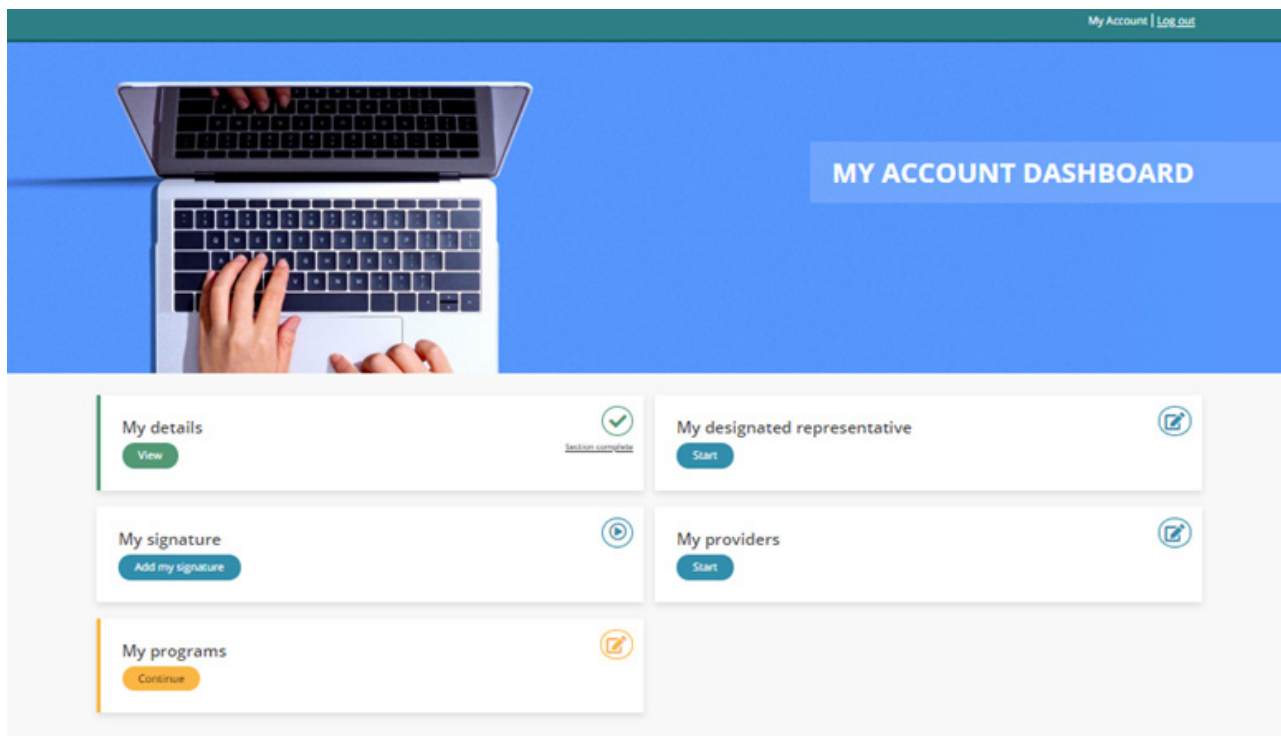 My Account | Log out
MY ACCOUNT DASHBOARD
My details
View
Section complete
My designated representative
Start
My signature
Add my signature
My providers
Start
My programs
Continue